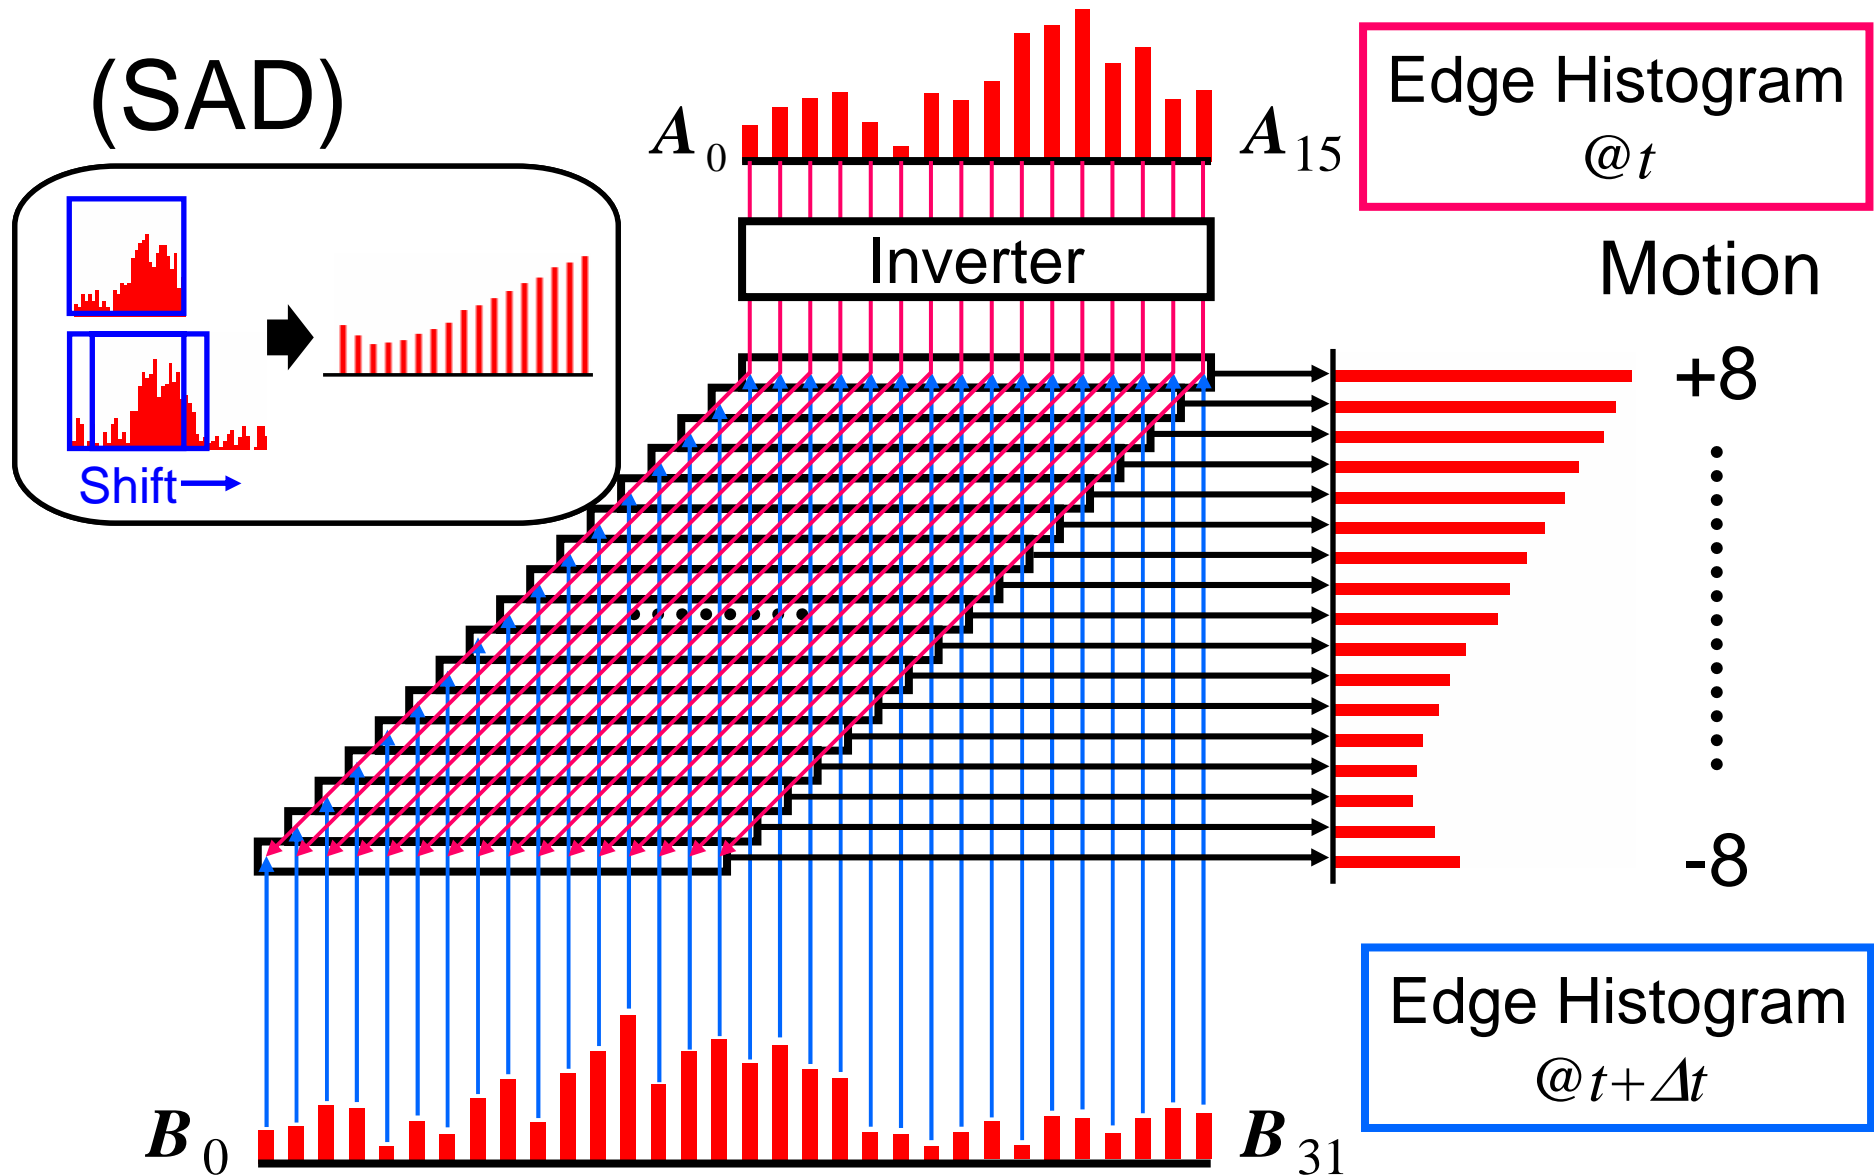 (SAD)
A0
A15
Edge Histogram
@t
Inverter
Motion
+8
Shift
-8
Edge Histogram
@t+Δt
B0
B31